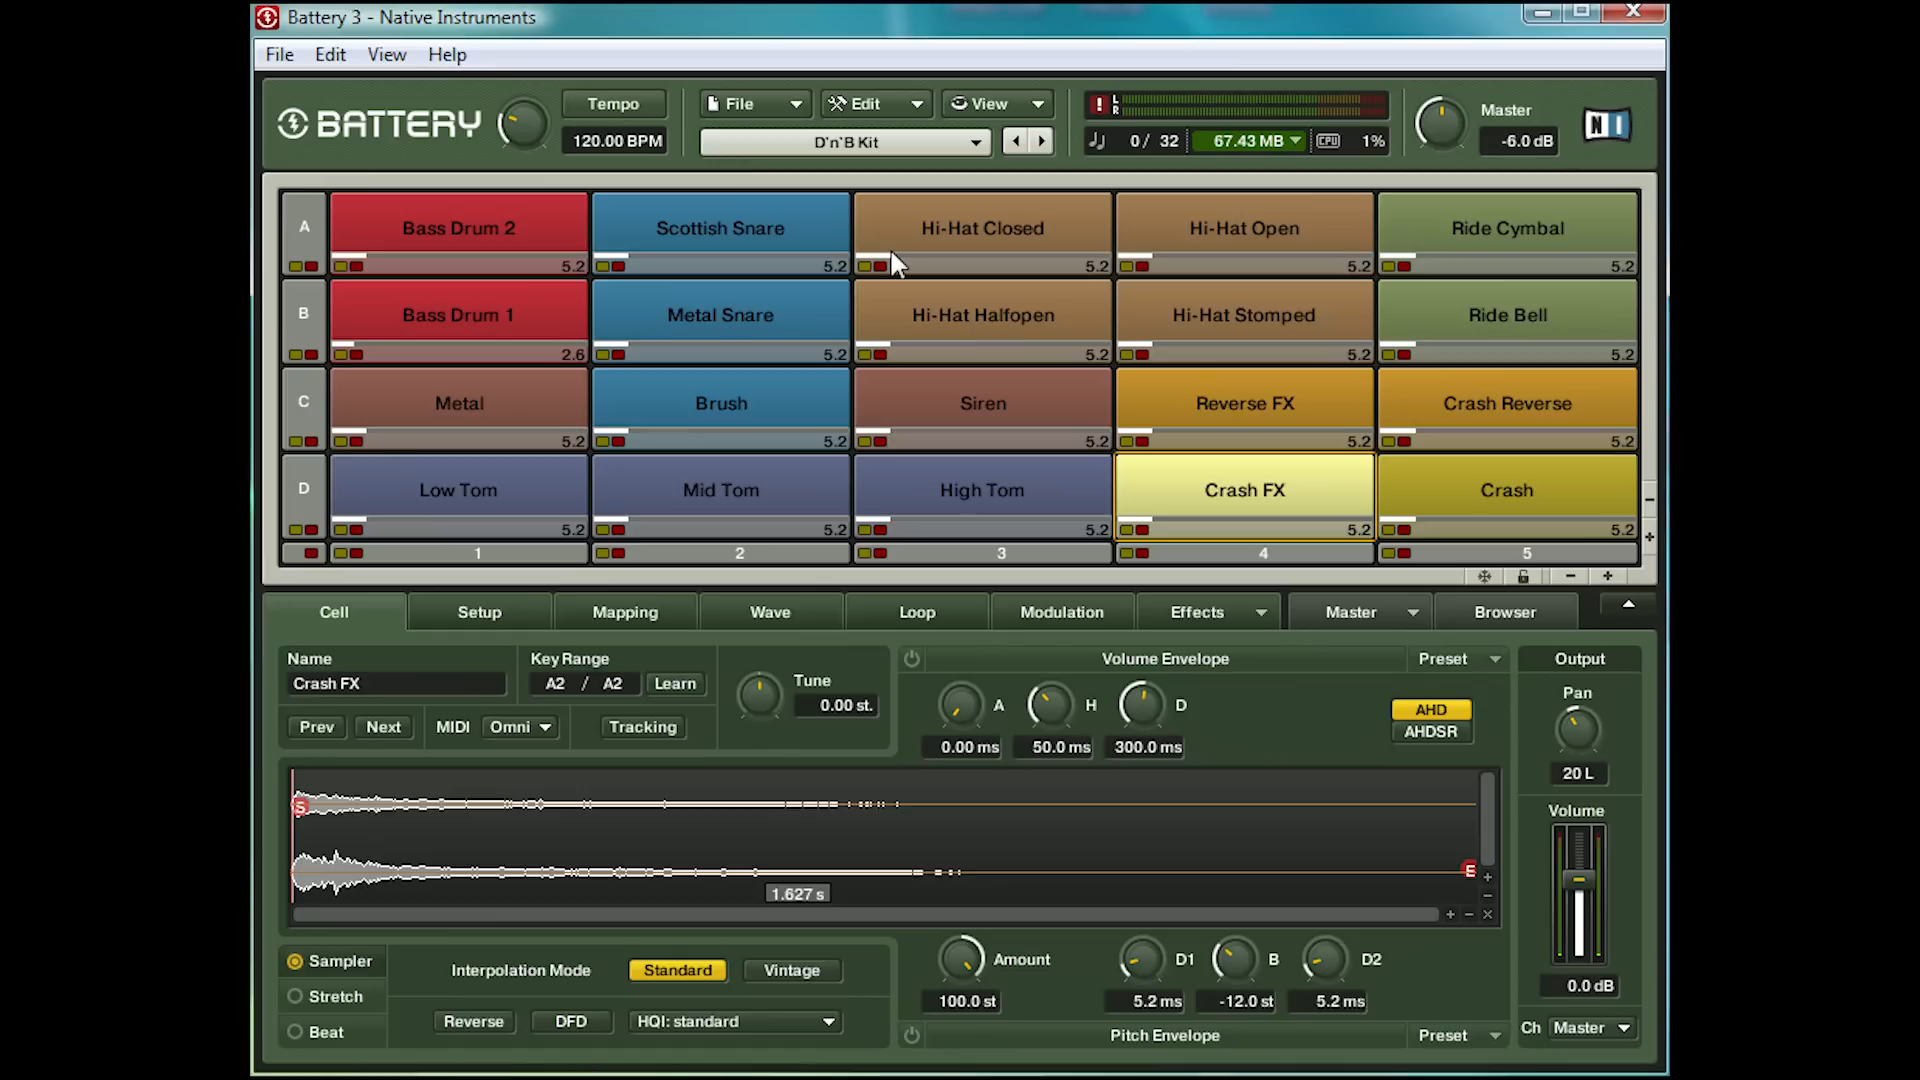 Battery 3 - Native Instruments
File Edit View Help
BATTERY Tempo 120.00 BPM File Edit View D'n'B Kit ! L R 0 / 32 67.43 MB CPU 1% Master -6.0 dB NI
A Bass Drum 2 Scottish Snare Hi-Hat Closed Hi-Hat Open Ride Cymbal
5.2 5.2 5.2 5.2 5.2
B Bass Drum 1 Metal Snare Hi-Hat Halfopen Hi-Hat Stomped Ride Bell
2.6 5.2 5.2 5.2 5.2
C Metal Brush Siren Reverse FX Crash Reverse
5.2 5.2 5.2 5.2 5.2
D Low Tom Mid Tom High Tom Crash FX Crash
5.2 5.2 5.2 5.2 5.2
1 2 3 4 5
Cell Setup Mapping Wave Loop Modulation Effects Master Browser
Name Key Range Volume Envelope Preset Output
Crash FX A2 / A2 Learn Tune 0.00 st. A H D AHD AHDSR Pan
Prev Next MIDI Omni Tracking 0.00 ms 50.0 ms 300.0 ms 20 L
S E
1.627 s
Volume
Sampler Interpolation Mode Standard Vintage Amount D1 B D2
Stretch 100.0 st 5.2 ms -12.0 st 5.2 ms 0.0 dB
Beat Reverse DFD HQI: standard Pitch Envelope Preset Ch Master